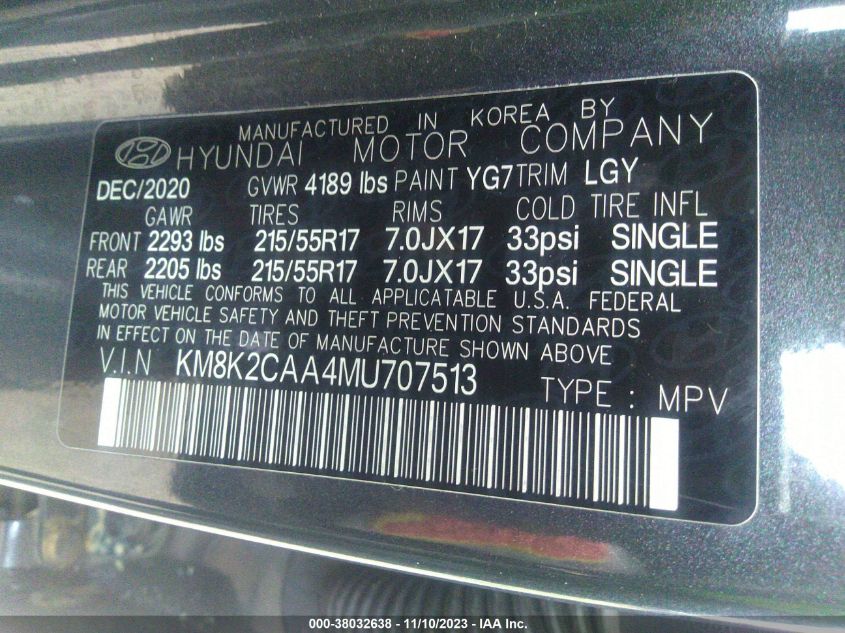 MANUFACTURED IN KOREA BY
HYUNDAI MOTOR COMPANY
DEC/2020 GVWR 4189 lbs PAINT YG7 TRIM LGY
GAWR TIRES RIMS COLD TIRE INFL
FRONT 2293 lbs 215/55R17 7.0JX17 33psi SINGLE
REAR 2205 lbs 215/55R17 7.0JX17 33psi SINGLE
THIS VEHICLE CONFORMS TO ALL APPLICATABLE U.S.A. FEDERAL
MOTOR VEHICLE SAFETY AND THEFT PREVENTION STANDARDS
IN EFFECT ON THE DATE OF MANUFACTURE SHOWN ABOVE
V.I.N KM8K2CAA4MU707513 TYPE : MPV
000-38032638 - 11/10/2023 - IAA Inc.